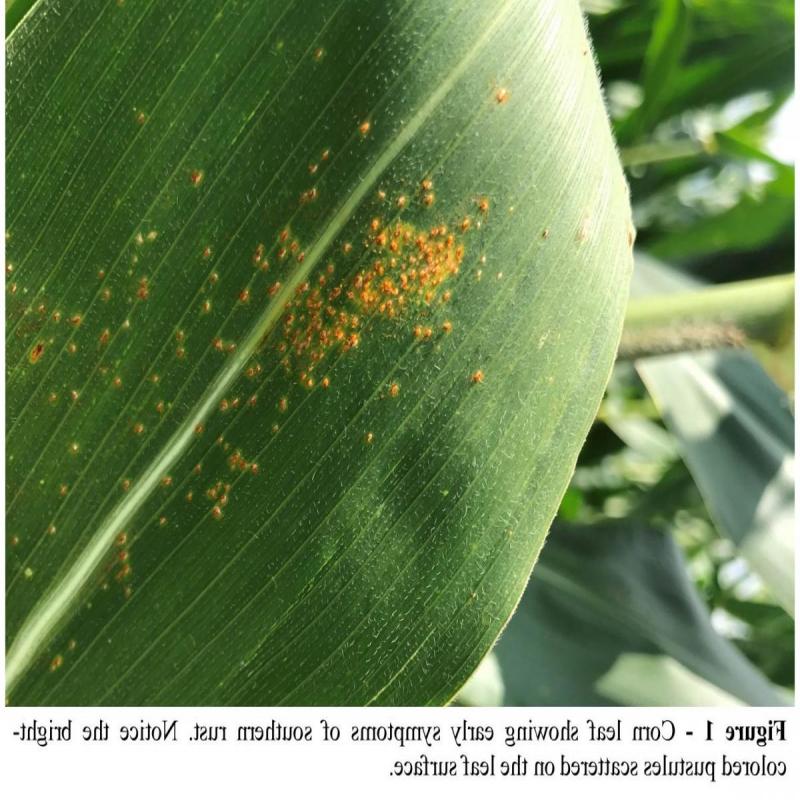 Figure 1 - Corn leaf showing early symptoms of southern rust. Notice the bright-
colored pustules scattered on the leaf surface.